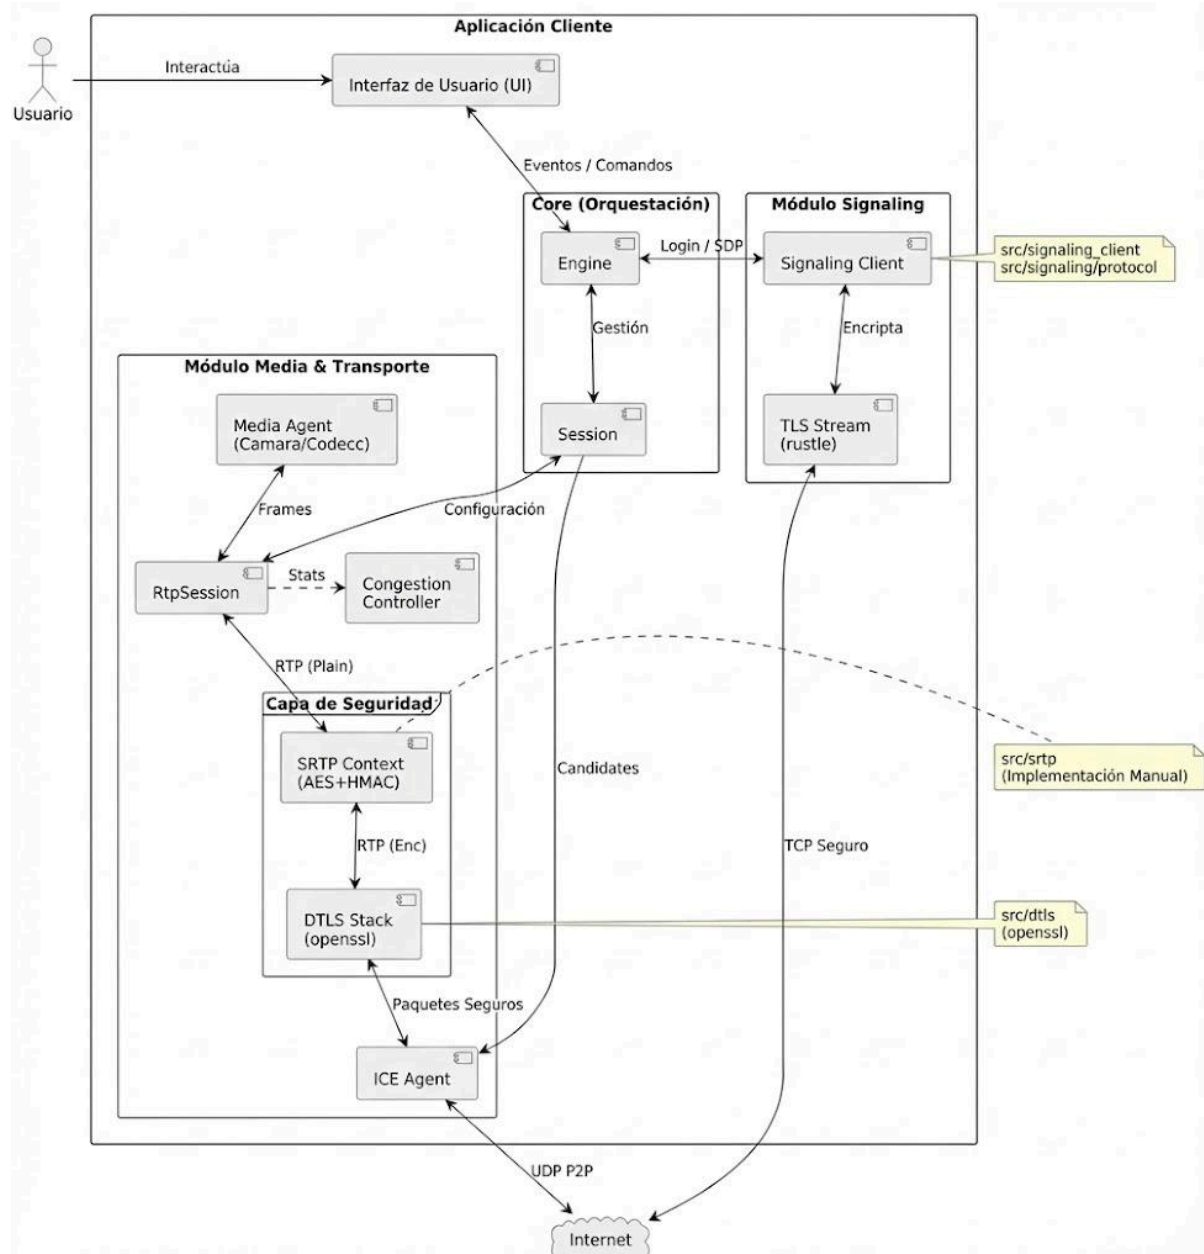 Aplicación Cliente
Usuario
Interactúa
Interfaz de Usuario (UI)
Eventos / Comandos
Core (Orquestación)
Engine
Login / SDP
Gestión
Session
Módulo Signaling
Signaling Client
Encripta
TLS Stream
(rustle)
src/signaling_client
src/signaling/protocol
Módulo Media & Transporte
Media Agent
(Camara/Codecc)
Frames
Configuración
RtpSession
Stats
Congestion
Controller
RTP (Plain)
Capa de Seguridad
SRTP Context
(AES+HMAC)
RTP (Enc)
DTLS Stack
(openssl)
Paquetes Seguros
ICE Agent
Candidates
TCP Seguro
src/srtp
(Implementación Manual)
src/dtls
(openssl)
UDP P2P
Internet